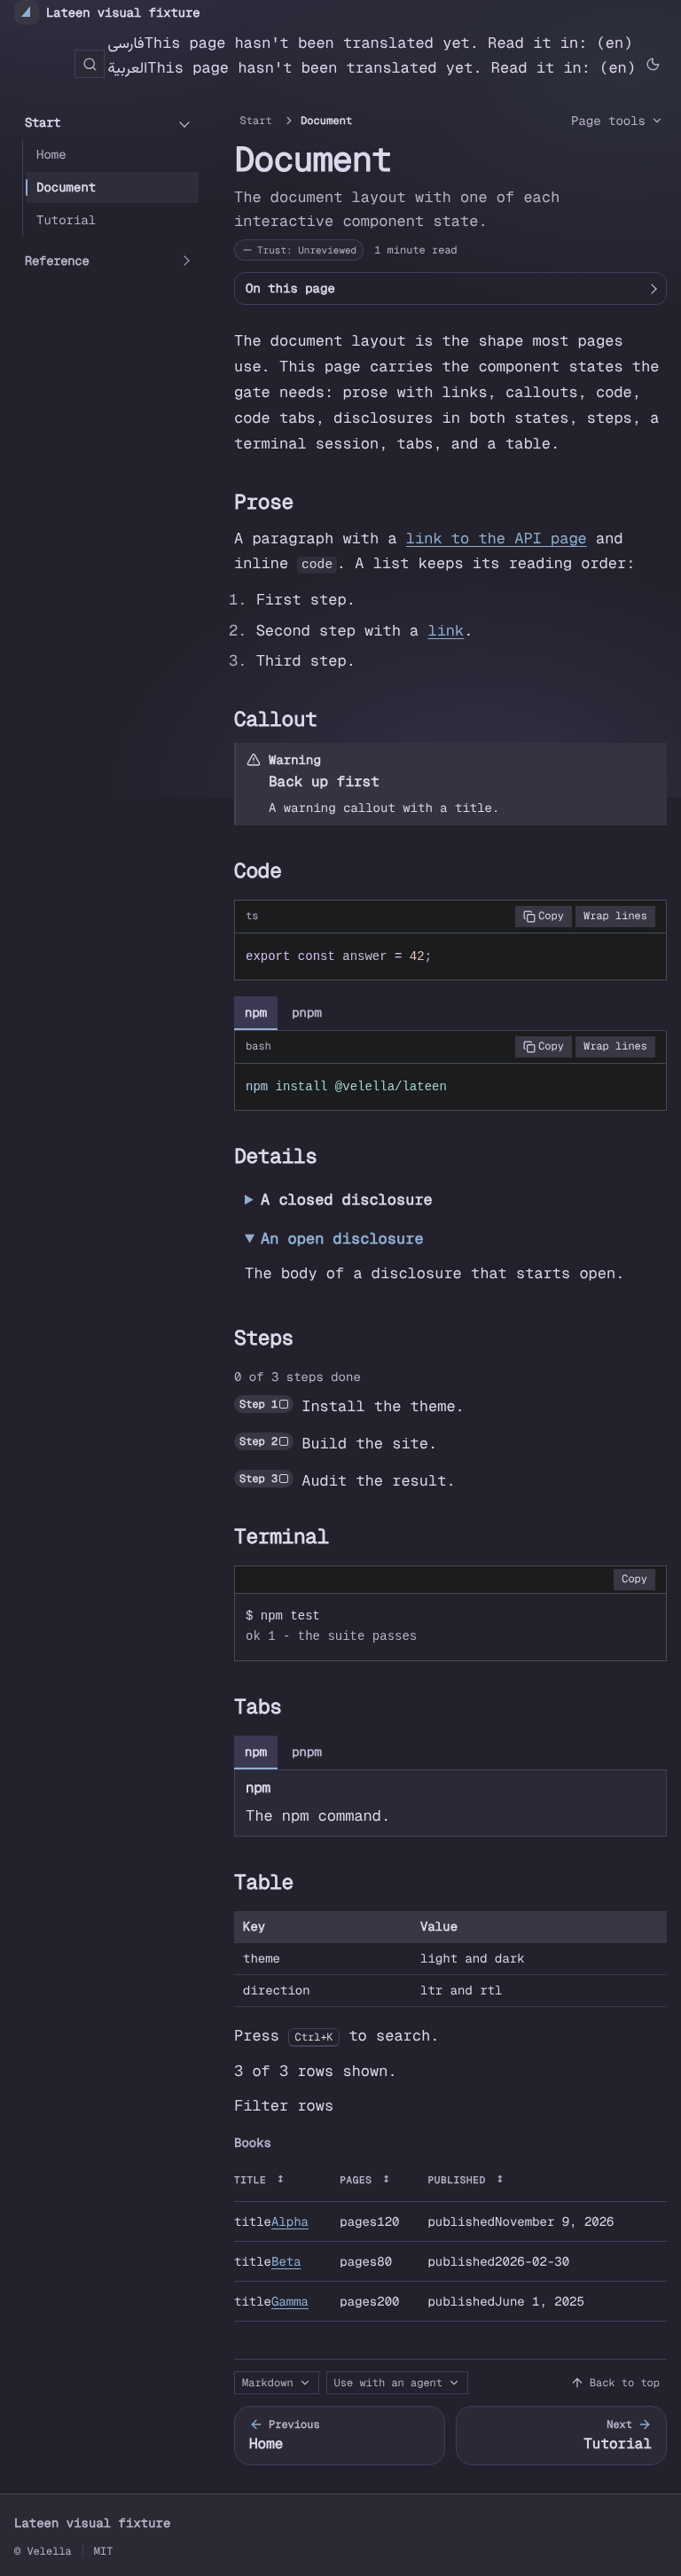 Lateen visual fixture
فارسیThis page hasn't been translated yet. Read it in: (en)
العربيةThis page hasn't been translated yet. Read it in: (en)
Start
Home
Document
Tutorial
Reference
Start > Document
Page tools
Document
The document layout with one of each
interactive component state.
— Trust: Unreviewed
1 minute read
On this page
The document layout is the shape most pages
use. This page carries the component states the
gate needs: prose with links, callouts, code,
code tabs, disclosures in both states, steps, a
terminal session, tabs, and a table.
Prose
A paragraph with a link to the API page and
inline code. A list keeps its reading order:
1. First step.
2. Second step with a link.
3. Third step.
Callout
Warning
Back up first
A warning callout with a title.
Code
ts
Copy
Wrap lines
export const answer = 42;
npm
pnpm
bash
Copy
Wrap lines
npm install @velella/lateen
Details
A closed disclosure
An open disclosure
The body of a disclosure that starts open.
Steps
0 of 3 steps done
Step 1 Install the theme.
Step 2 Build the site.
Step 3 Audit the result.
Terminal
Copy
$ npm test
ok 1 - the suite passes
Tabs
npm
pnpm
npm
The npm command.
Table
Key Value
theme light and dark
direction ltr and rtl
Press Ctrl+K to search.
3 of 3 rows shown.
Filter rows
Books
TITLE ↕ PAGES ↕ PUBLISHED ↕
titleAlpha pages120 publishedNovember 9, 2026
titleBeta pages80 published2026-02-30
titleGamma pages200 publishedJune 1, 2025
Markdown
Use with an agent
↑ Back to top
← Previous
Home
Next →
Tutorial
Lateen visual fixture
© Velella
MIT